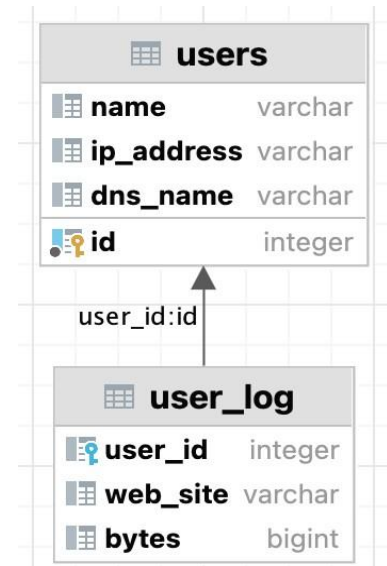 users
name varchar
ip_address varchar
dns_name varchar
id integer
user_id:id
user_log
user_id integer
web_site varchar
bytes bigint